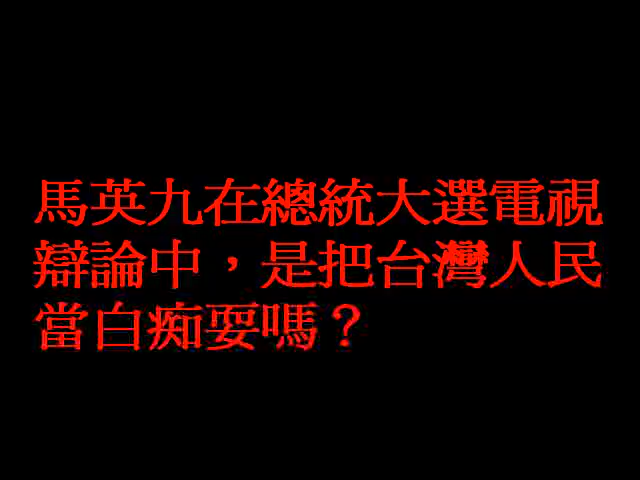 馬英九在總統大選電視
辯論中，是把台灣人民
當白痴耍嗎？